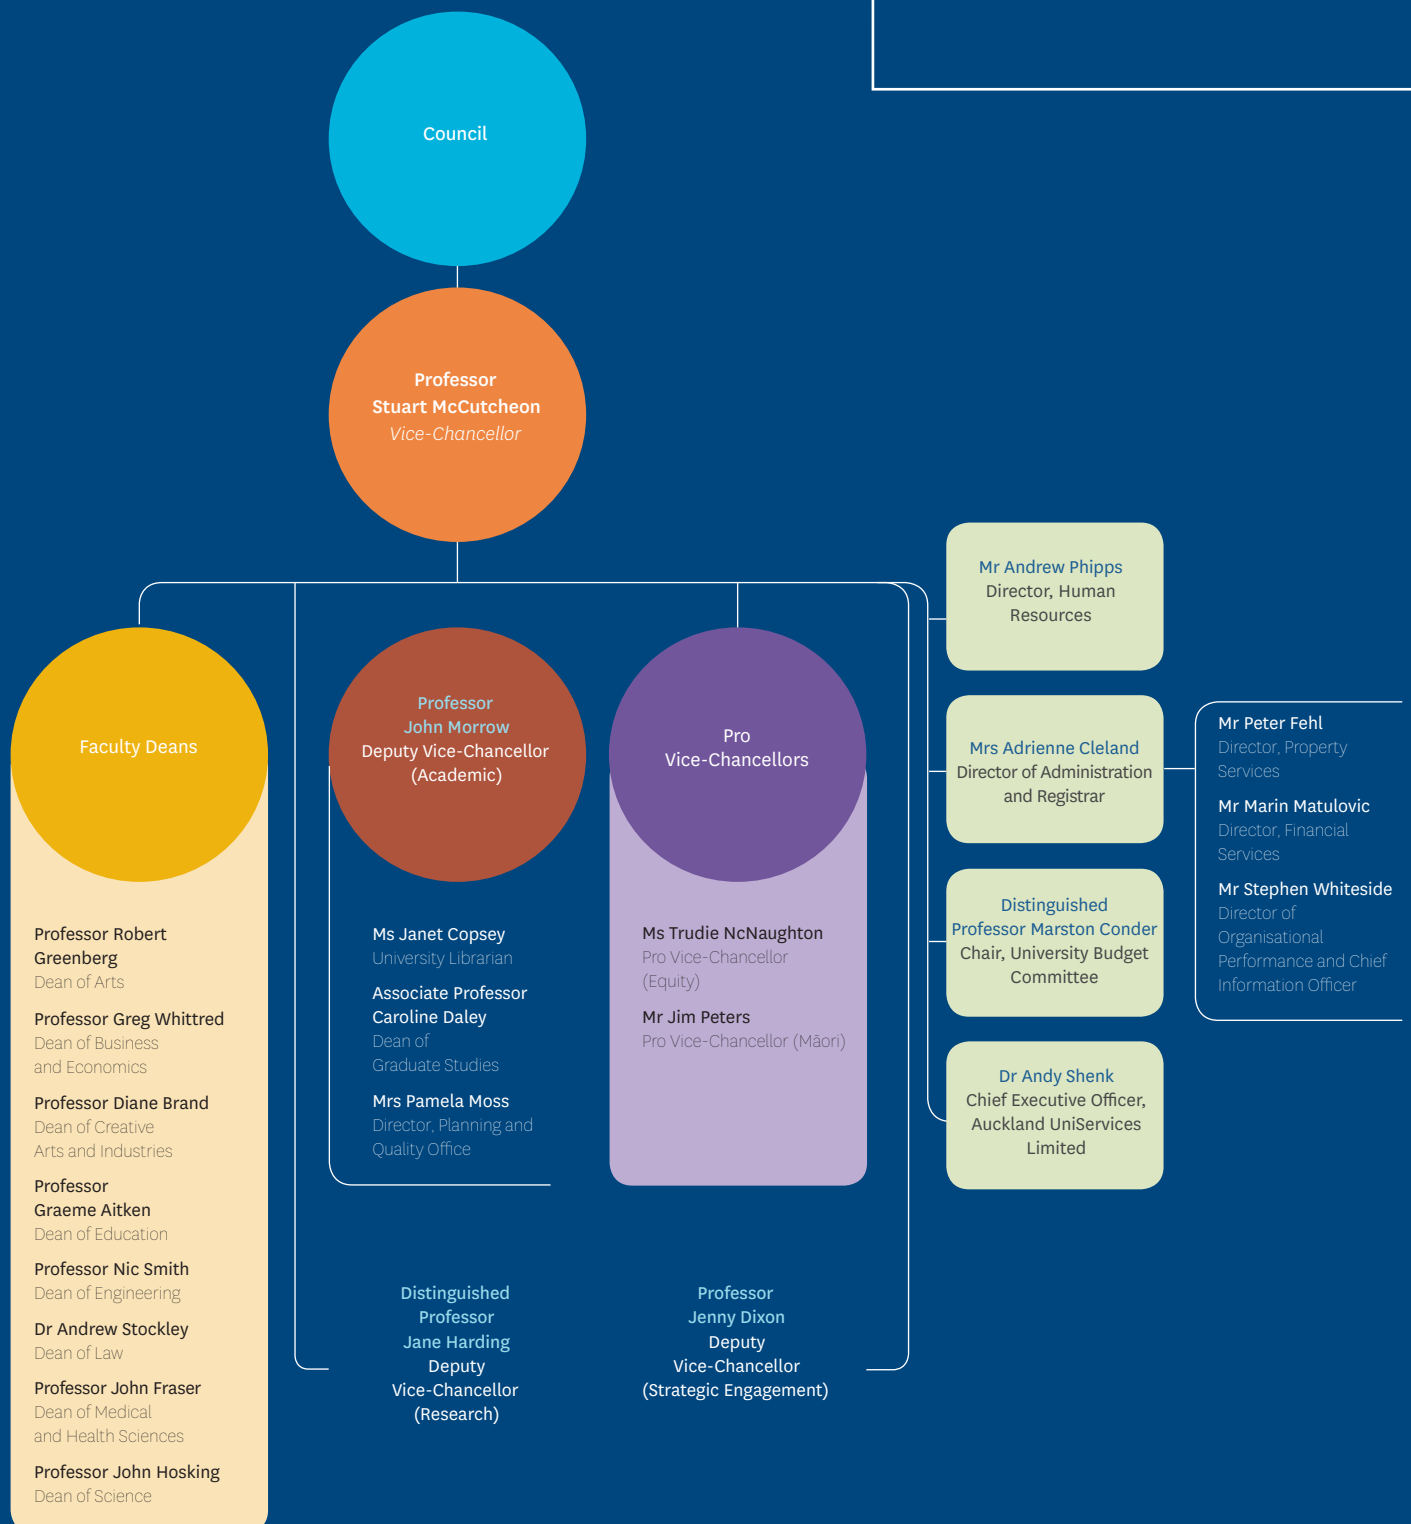 Council
Professor
Stuart McCutcheon
Vice-Chancellor
Faculty Deans
Professor Robert
Greenberg
Dean of Arts
Professor Greg Whittred
Dean of Business
and Economics
Professor Diane Brand
Dean of Creative
Arts and Industries
Professor
Graeme Aitken
Dean of Education
Professor Nic Smith
Dean of Engineering
Dr Andrew Stockley
Dean of Law
Professor John Fraser
Dean of Medical
and Health Sciences
Professor John Hosking
Dean of Science
Professor
John Morrow
Deputy Vice-Chancellor
(Academic)
Ms Janet Copsey
University Librarian
Associate Professor
Caroline Daley
Dean of
Graduate Studies
Mrs Pamela Moss
Director, Planning and
Quality Office
Distinguished
Professor
Jane Harding
Deputy
Vice-Chancellor
(Research)
Pro
Vice-Chancellors
Ms Trudie NcNaughton
Pro Vice-Chancellor
(Equity)
Mr Jim Peters
Pro Vice-Chancellor (Māori)
Professor
Jenny Dixon
Deputy
Vice-Chancellor
(Strategic Engagement)
Mr Andrew Phipps
Director, Human
Resources
Mrs Adrienne Cleland
Director of Administration
and Registrar
Distinguished
Professor Marston Conder
Chair, University Budget
Committee
Dr Andy Shenk
Chief Executive Officer,
Auckland UniServices
Limited
Mr Peter Fehl
Director, Property
Services
Mr Marin Matulovic
Director, Financial
Services
Mr Stephen Whiteside
Director of
Organisational
Performance and Chief
Information Officer